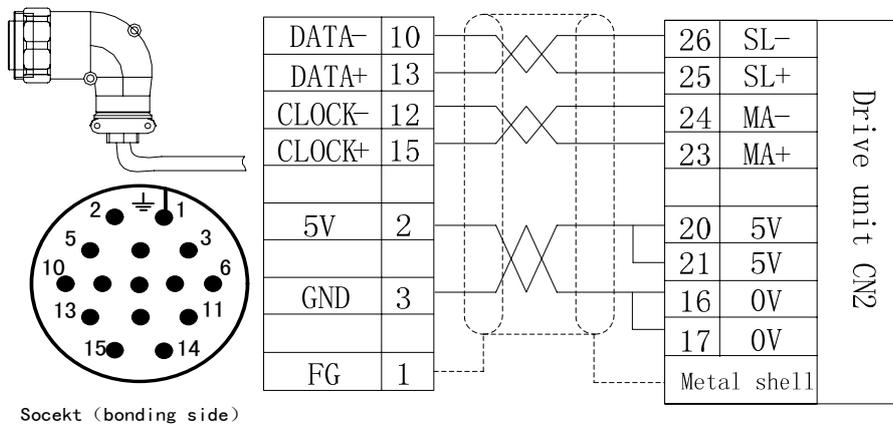 DATA- 10
DATA+ 13
CLOCK- 12
CLOCK+ 15
5V 2
GND 3
FG 1
26 SL-
25 SL+
24 MA-
23 MA+
20 5V
21 5V
16 0V
17 0V
Metal shell
Drive unit CN2
2 1
5 3
10 6
13 11
15 14
Socekt (bonding side)